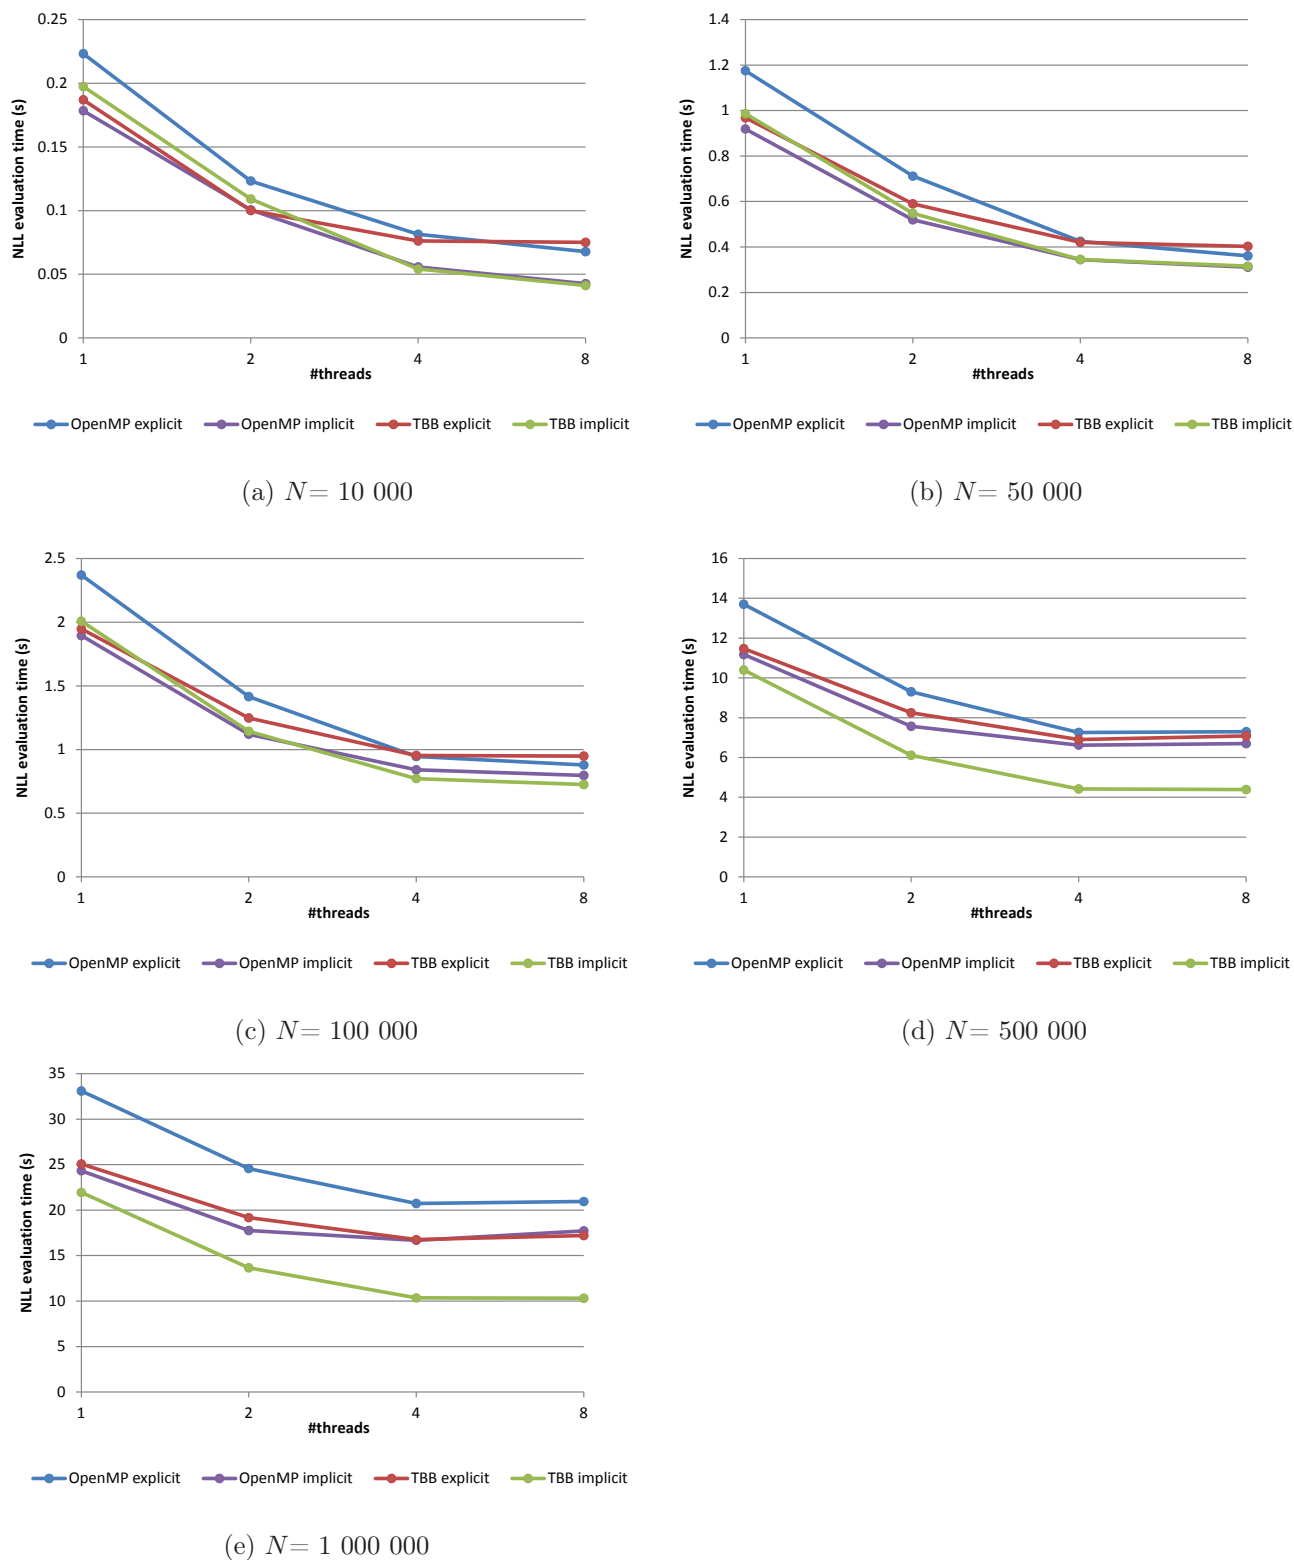 0.25
0.2
0.15
0.1
0.05
0
NLL evaluation time (s)
1 2 4 8
#threads
OpenMP explicit OpenMP implicit TBB explicit TBB implicit
(a) N= 10 000
1.4
1.2
1
0.8
0.6
0.4
0.2
0
NLL evaluation time (s)
1 2 4 8
#threads
OpenMP explicit OpenMP implicit TBB explicit TBB implicit
(b) N= 50 000
2.5
2
1.5
1
0.5
0
NLL evaluation time (s)
1 2 4 8
#threads
OpenMP explicit OpenMP implicit TBB explicit TBB implicit
(c) N= 100 000
16
14
12
10
8
6
4
2
0
NLL evaluation time (s)
1 2 4 8
#threads
OpenMP explicit OpenMP implicit TBB explicit TBB implicit
(d) N= 500 000
35
30
25
20
15
10
5
0
NLL evaluation time (s)
1 2 4 8
#threads
OpenMP explicit OpenMP implicit TBB explicit TBB implicit
(e) N= 1 000 000